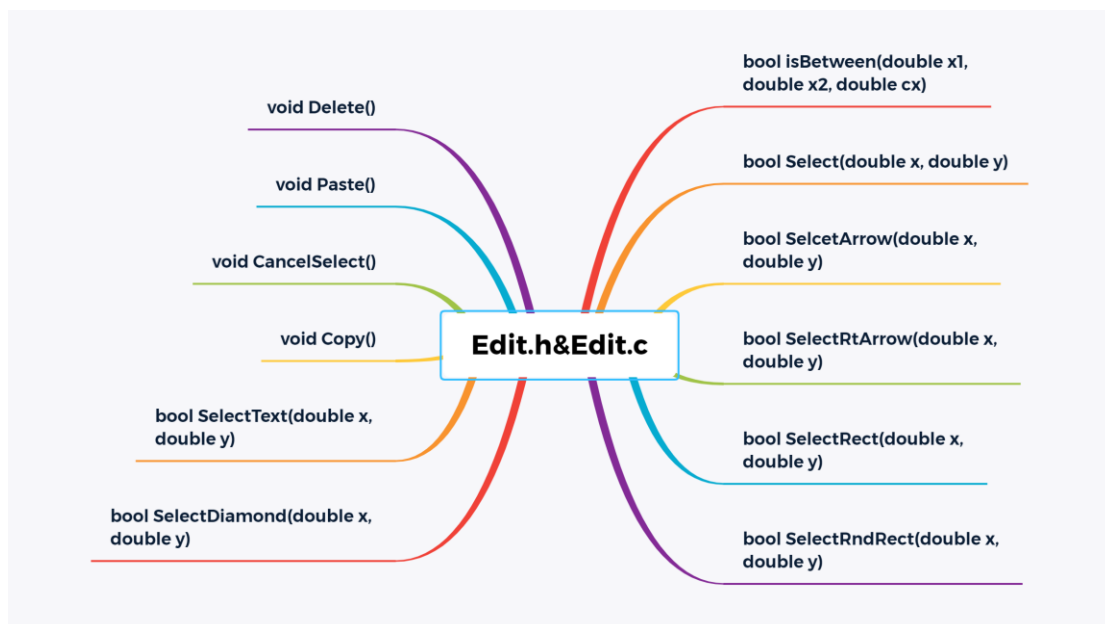 bool isBetween(double x1,
double x2, double cx)
void Delete()
bool Select(double x, double y)
void Paste()
bool SelcetArrow(double x,
double y)
void CancelSelect()
Edit.h&Edit.c
void Copy()
bool SelectRtArrow(double x,
double y)
bool SelectText(double x,
double y)
bool SelectRect(double x,
double y)
bool SelectDiamond(double x,
double y)
bool SelectRndRect(double x,
double y)